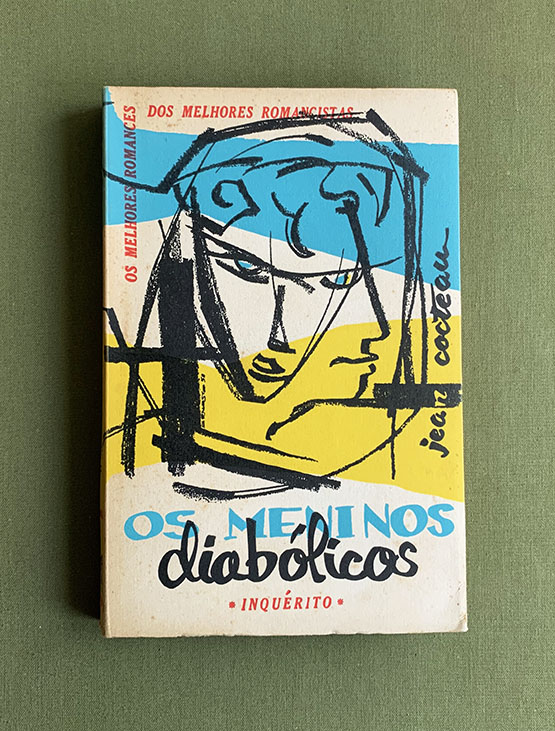 OS MELHORES ROMANCES
DOS MELHORES ROMANCISTAS
jean cocteau
OS MENINOS
diabólicos
* INQUÉRITO *